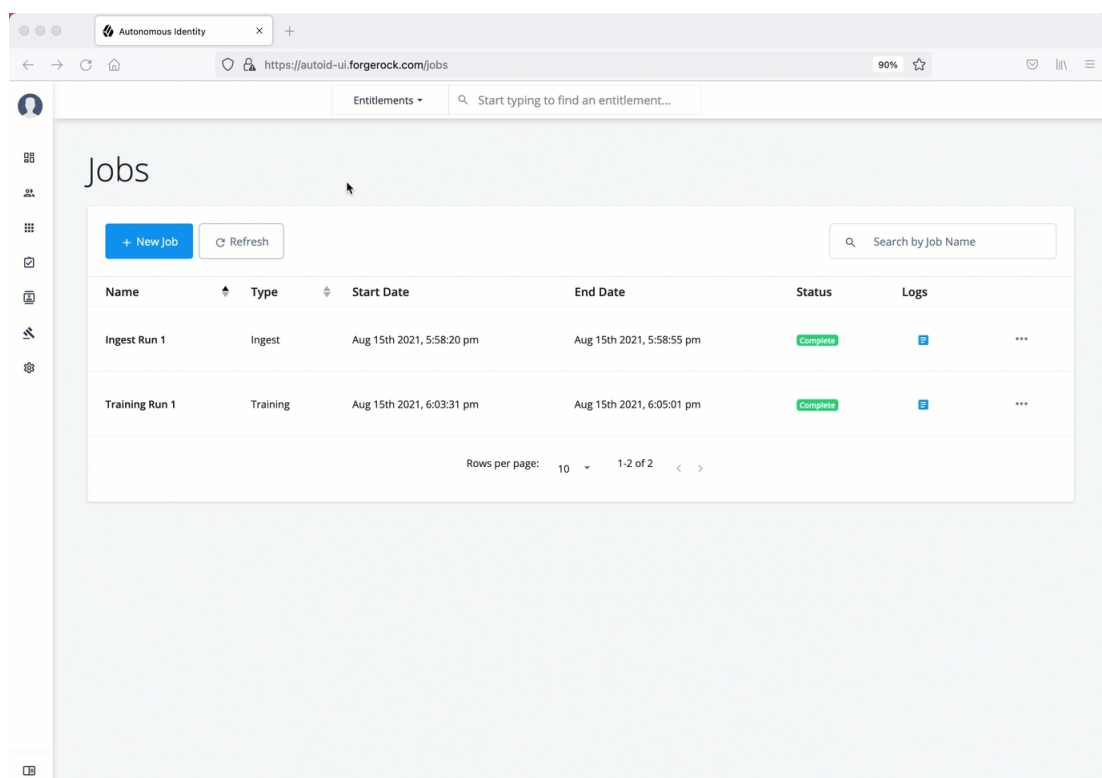 Autonomous Identity
https://autoid-ui.forgerock.com/jobs
90%
Entitlements
Start typing to find an entitlement...
Jobs
+ New Job
Refresh
Search by Job Name
Name Type Start Date End Date Status Logs
Ingest Run 1 Ingest Aug 15th 2021, 5:58:20 pm Aug 15th 2021, 5:58:55 pm Complete
Training Run 1 Training Aug 15th 2021, 6:03:31 pm Aug 15th 2021, 6:05:01 pm Complete
Rows per page: 10 1-2 of 2